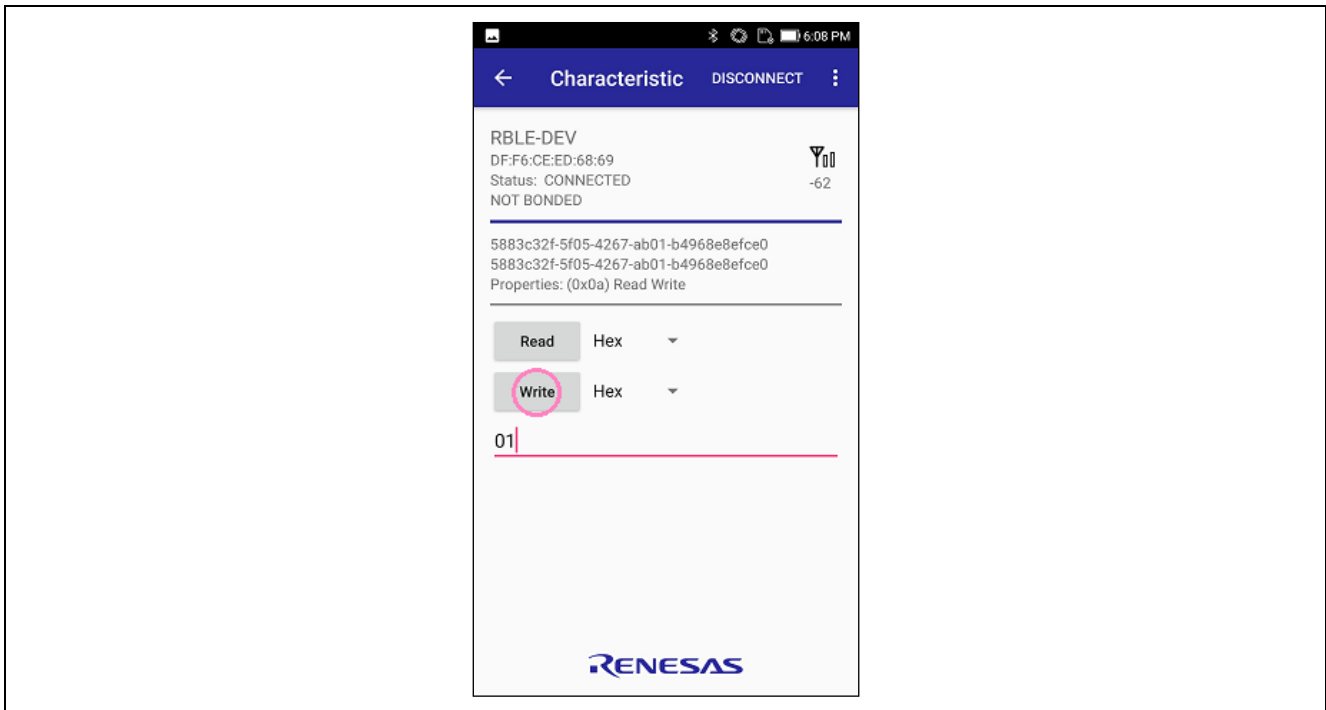 6:08 PM
Characteristic DISCONNECT
RBLE-DEV
DF:F6:CE:ED:68:69
Status: CONNECTED
-62
NOT BONDED
5883c32f-5f05-4267-ab01-b4968e8efce0
5883c32f-5f05-4267-ab01-b4968e8efce0
Properties: (0x0a) Read Write
Read Hex
Write Hex
01
RENESAS